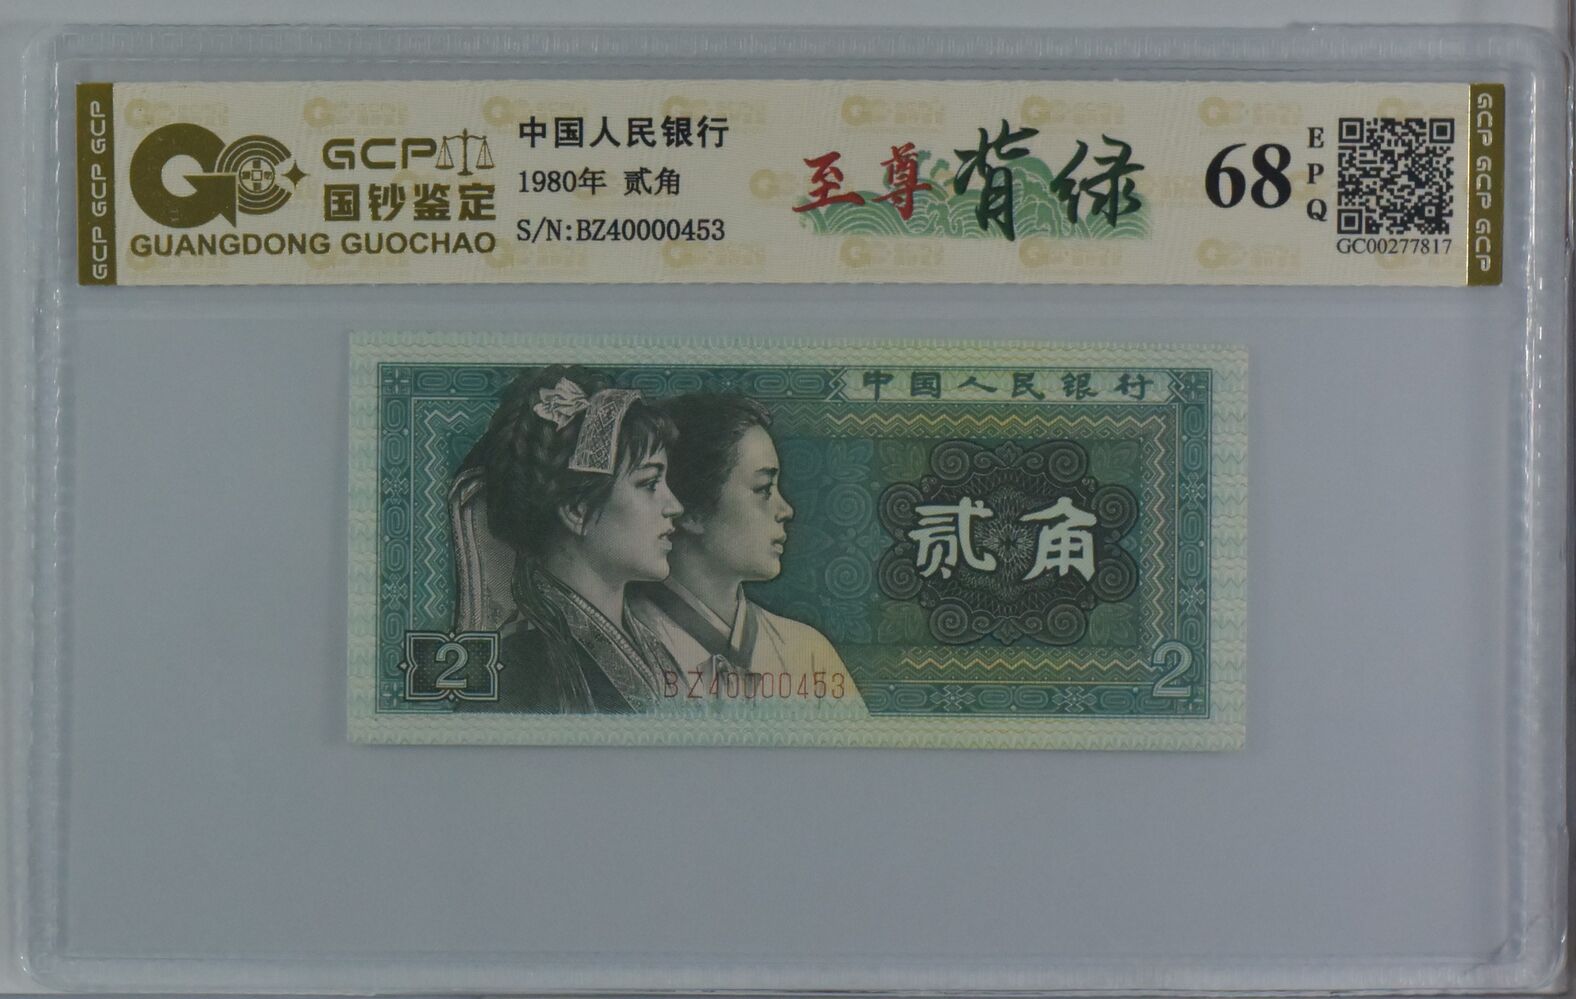 GCP GCP GCP
GCP
国钞鉴定
GUANGDONG GUOCHAO
中国人民银行
1980年 贰角
S/N:BZ40000453
至尊背绿
68
EPQ
GC00277817
GCP GCP GCP
中国人民银行
贰角
2
2
BZ40000453